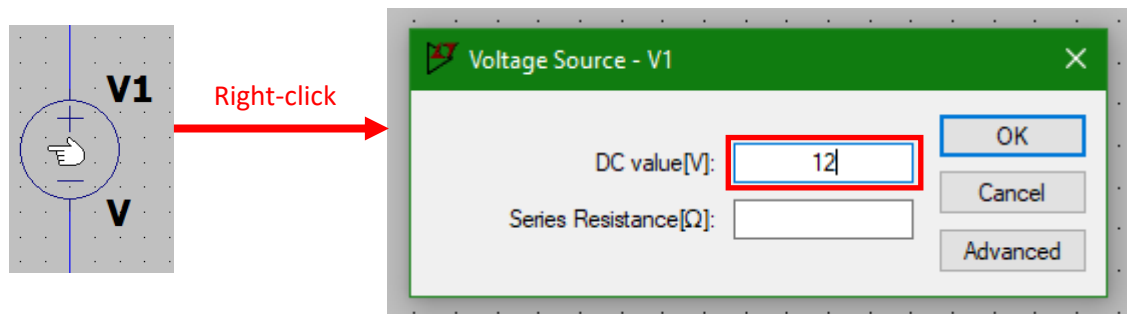 V1
+
−
V
Right-click
Voltage Source - V1
DC value[V]: 12
Series Resistance[Ω]:
OK
Cancel
Advanced